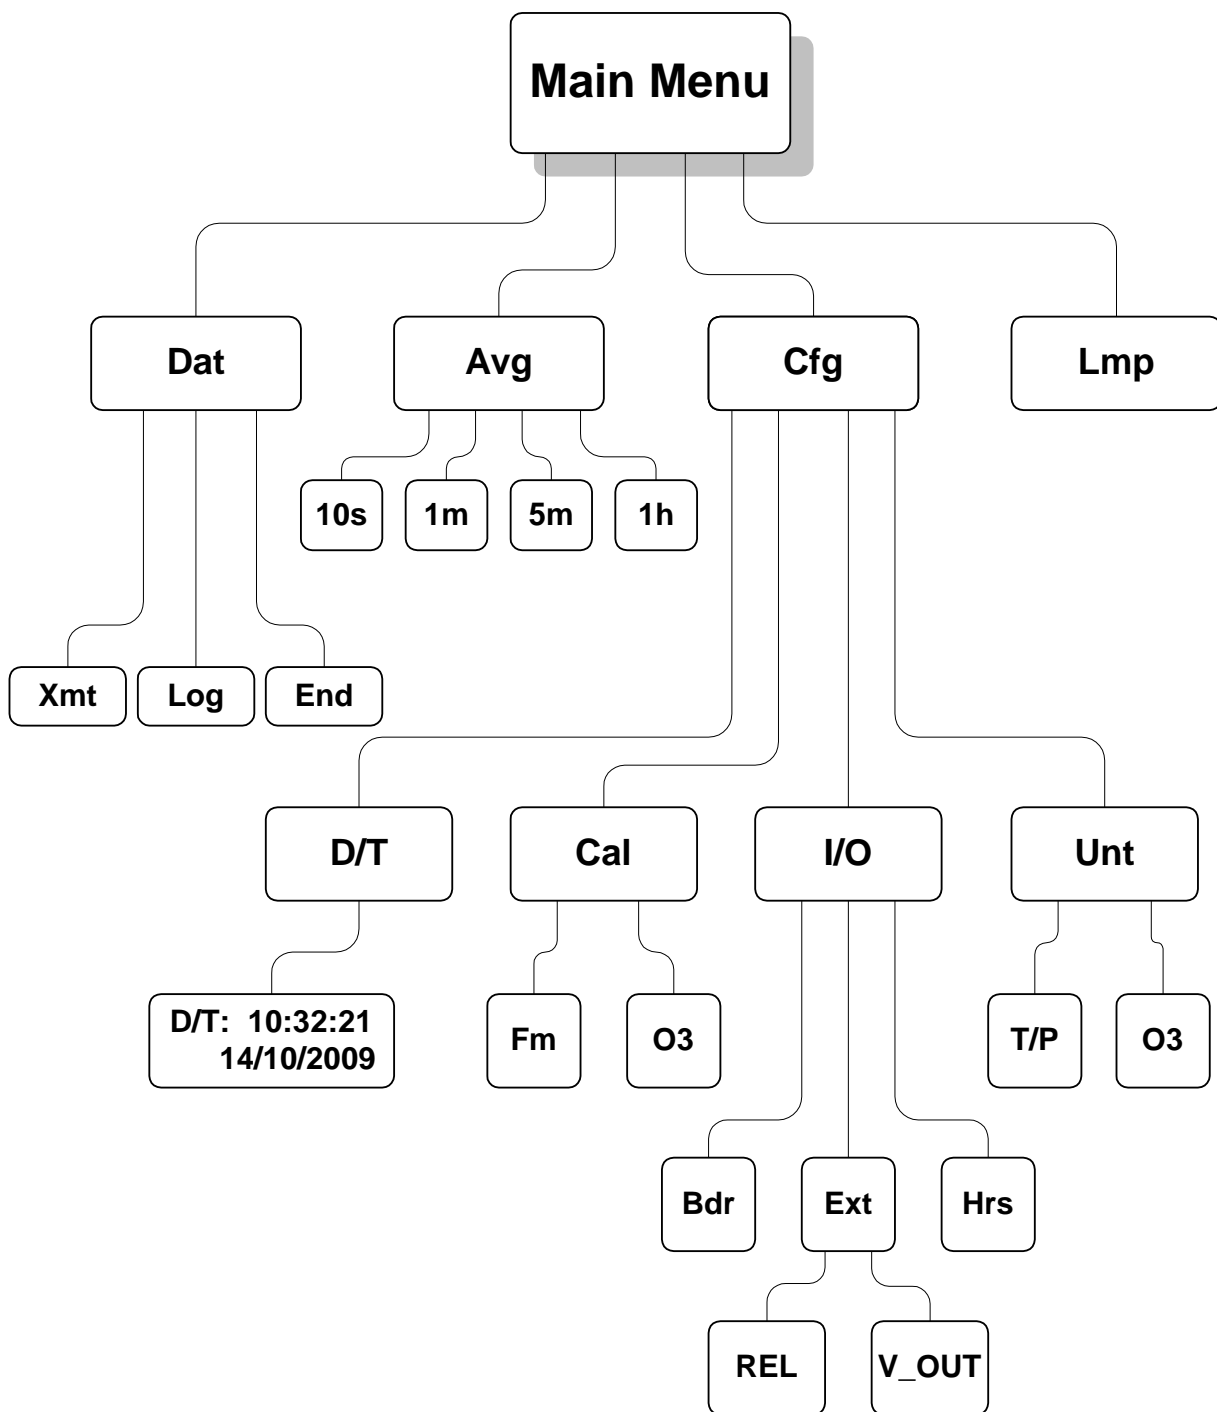 Main Menu
Dat
Avg
Cfg
Lmp
10s
1m
5m
1h
Xmt
Log
End
D/T
Cal
I/O
Unt
D/T:  10:32:21
14/10/2009
Fm
O3
T/P
O3
Bdr
Ext
Hrs
REL
V_OUT